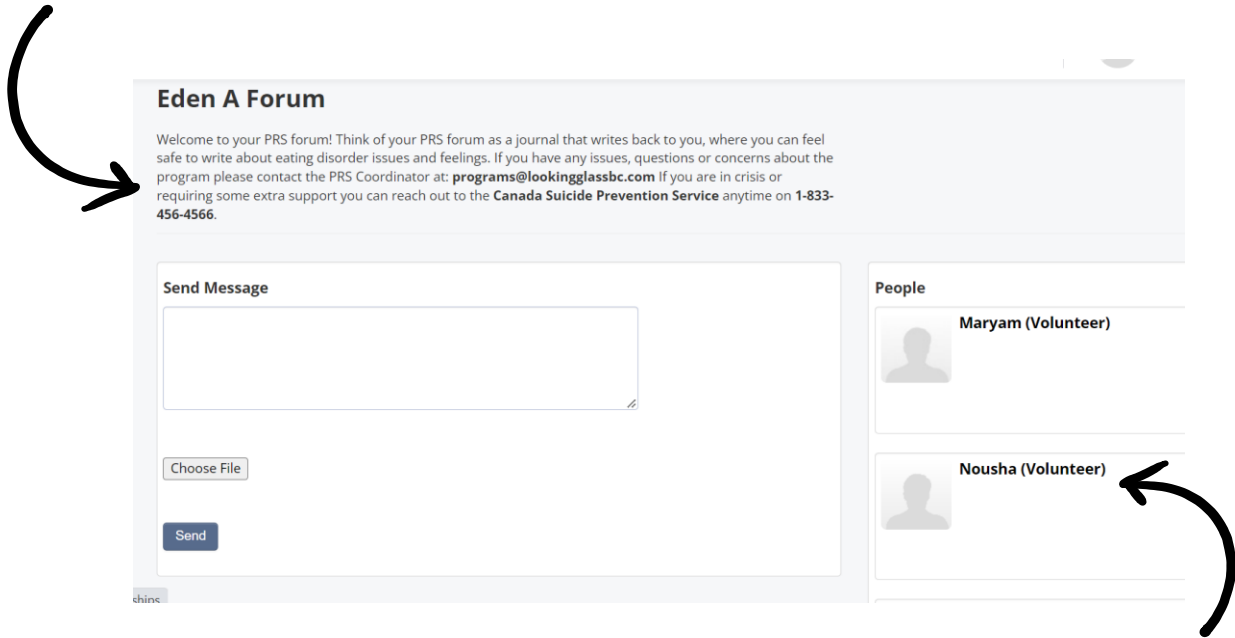 Eden A Forum
Welcome to your PRS forum! Think of your PRS forum as a journal that writes back to you, where you can feel
safe to write about eating disorder issues and feelings. If you have any issues, questions or concerns about the
program please contact the PRS Coordinator at: programs@lookingglassbc.com If you are in crisis or
requiring some extra support you can reach out to the Canada Suicide Prevention Service anytime on 1-833-
456-4566.
Send Message
Choose File
Send
People
Maryam (Volunteer)
Nousha (Volunteer)
ships